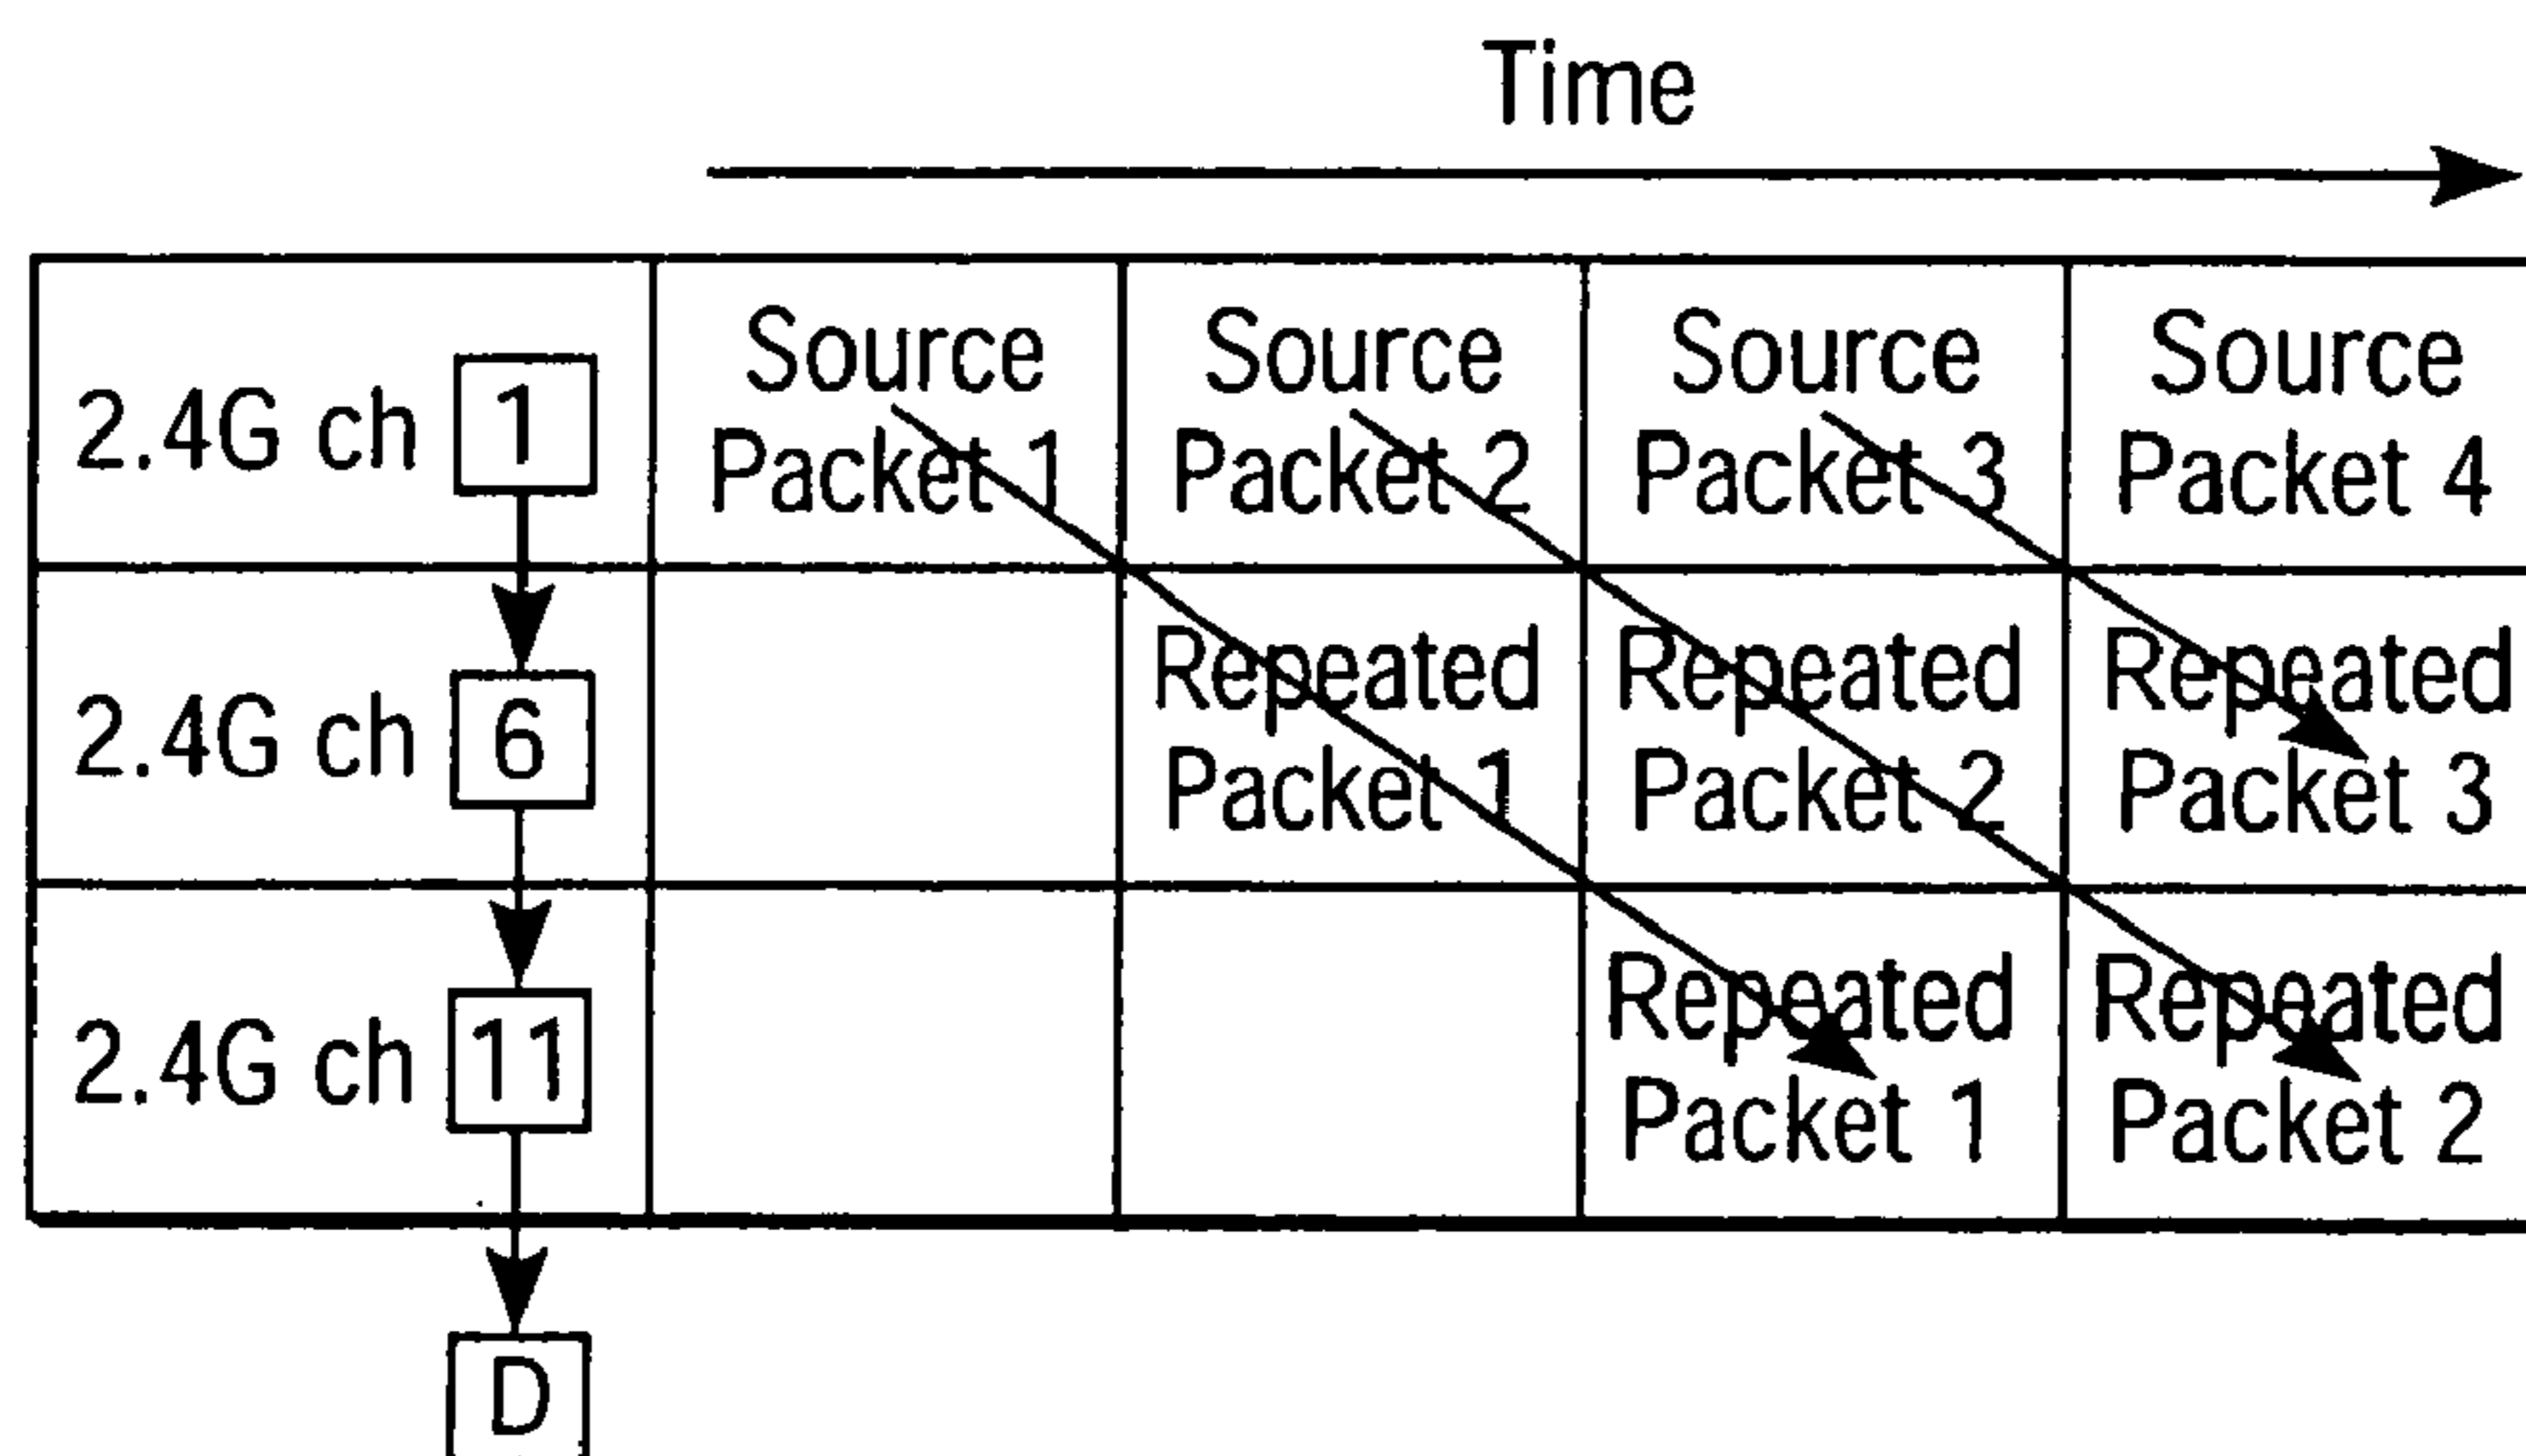 Time
2.4G ch 1
Source
Packet 1
Source
Packet 2
Source
Packet 3
Source
Packet 4
2.4G ch 6
Repeated
Packet 1
Repeated
Packet 2
Repeated
Packet 3
2.4G ch 11
Repeated
Packet 1
Repeated
Packet 2
D